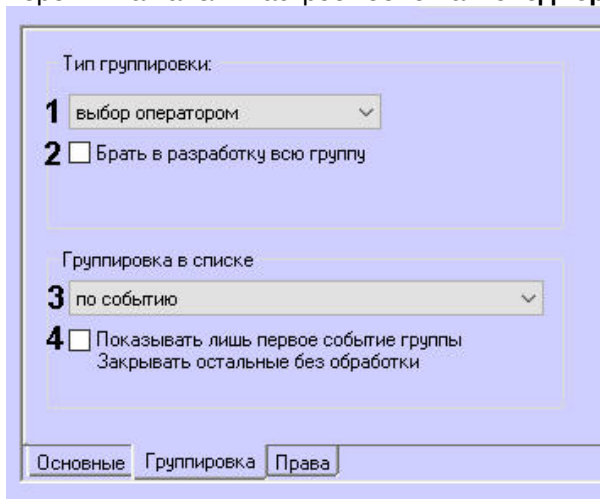 Тип группировки:
1 выбор оператором
2 Брать в разработку всю группу
Группировка в списке
3 по событию
4 Показывать лишь первое событие группы
Закрывать остальные без обработки
Основные Группировка Права